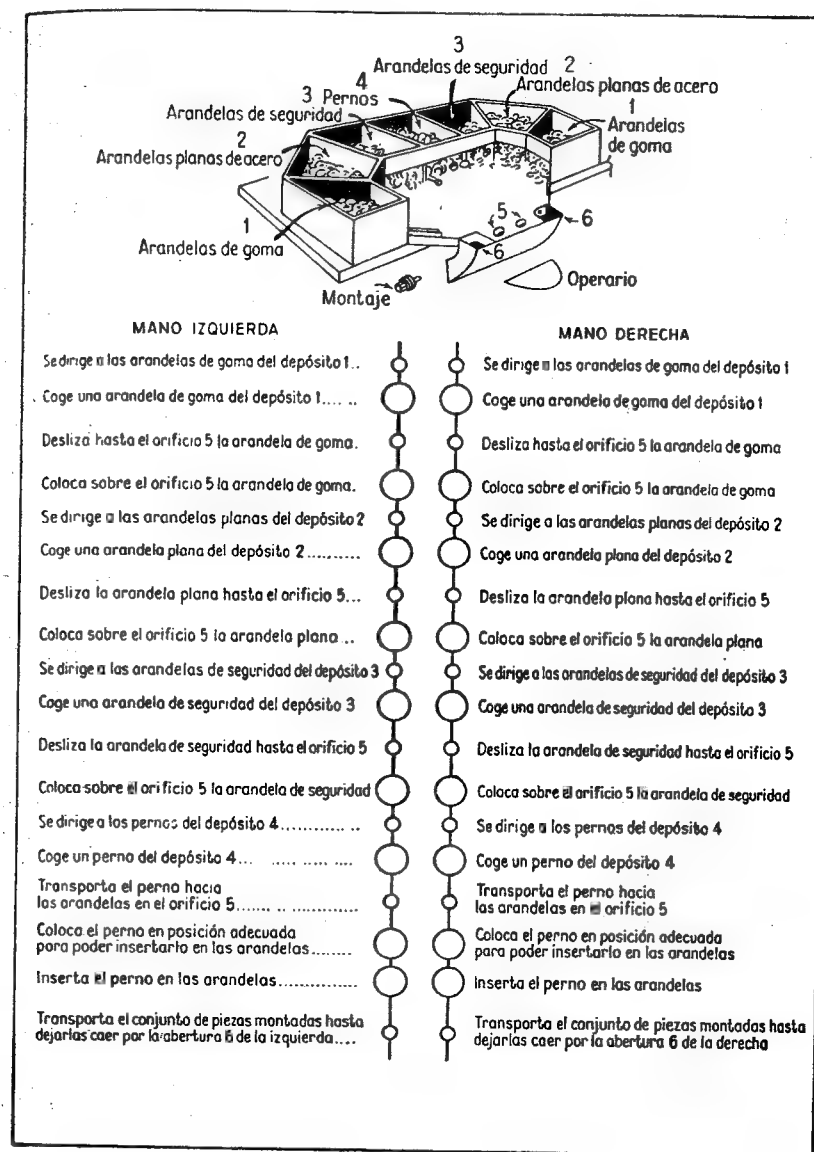 3
Arandelas de seguridad
2
Arandelas planas de acero
4
3 Pernos
Arandelas de seguridad
1
Arandelas
de goma
2
Arandelas planas de acero
5
6
1
Arandelas de goma
6
Operario
Montaje
MANO IZQUIERDA
Se dirige a las arandelas de goma del depósito 1..
Coge una arandela de goma del depósito 1..... ..
Desliza hasta el orificio 5 la arandela de goma.
Coloca sobre el orificio 5 la arandela de goma.
Se dirige a las arandelas planas del depósito 2
Coge una arandela plana del depósito 2..........
Desliza la arandela plana hasta el orificio 5...
Coloca sobre el orificio 5 la arandela plana ..
Se dirige a las arandelas de seguridad del depósito 3
Coge una arandela de seguridad del depósito 3
Desliza la arandela de seguridad hasta el orificio 5
Coloca sobre el orificio 5 la arandela de seguridad
Se dirige a los pernos del depósito 4............ ..
Coge un perno del depósito 4... ..... .... ....
Transporta el perno hacia
las arandelas en el orificio 5....... .. .............
Coloca el perno en posición adecuada
para poder insertarlo en las arandelas........
Inserta el perno en las arandelas..............
Transporta el conjunto de piezas montadas hasta
dejarlas caer por la abertura 6 de la izquierda....
MANO DERECHA
Se dirige a las arandelas de goma del depósito 1
Coge una arandela de goma del depósito 1
Desliza hasta el orificio 5 la arandela de goma
Coloca sobre el orificio 5 la arandela de goma
Se dirige a las arandelas planas del depósito 2
Coge una arandela plana del depósito 2
Desliza la arandela plana hasta el orificio 5
Coloca sobre el orificio 5 la arandela plana
Se dirige a las arandelas de seguridad del depósito 3
Coge una arandela de seguridad del depósito 3
Desliza la arandela de seguridad hasta el orificio 5
Coloca sobre el orificio 5 la arandela de seguridad
Se dirige a los pernos del depósito 4
Coge un perno del depósito 4
Transporta el perno hacia
las arandelas en el orificio 5
Coloca el perno en posición adecuada
para poder insertarlo en las arandelas
Inserta el perno en las arandelas
Transporta el conjunto de piezas montadas hasta
dejarlas caer por la abertura 6 de la derecha